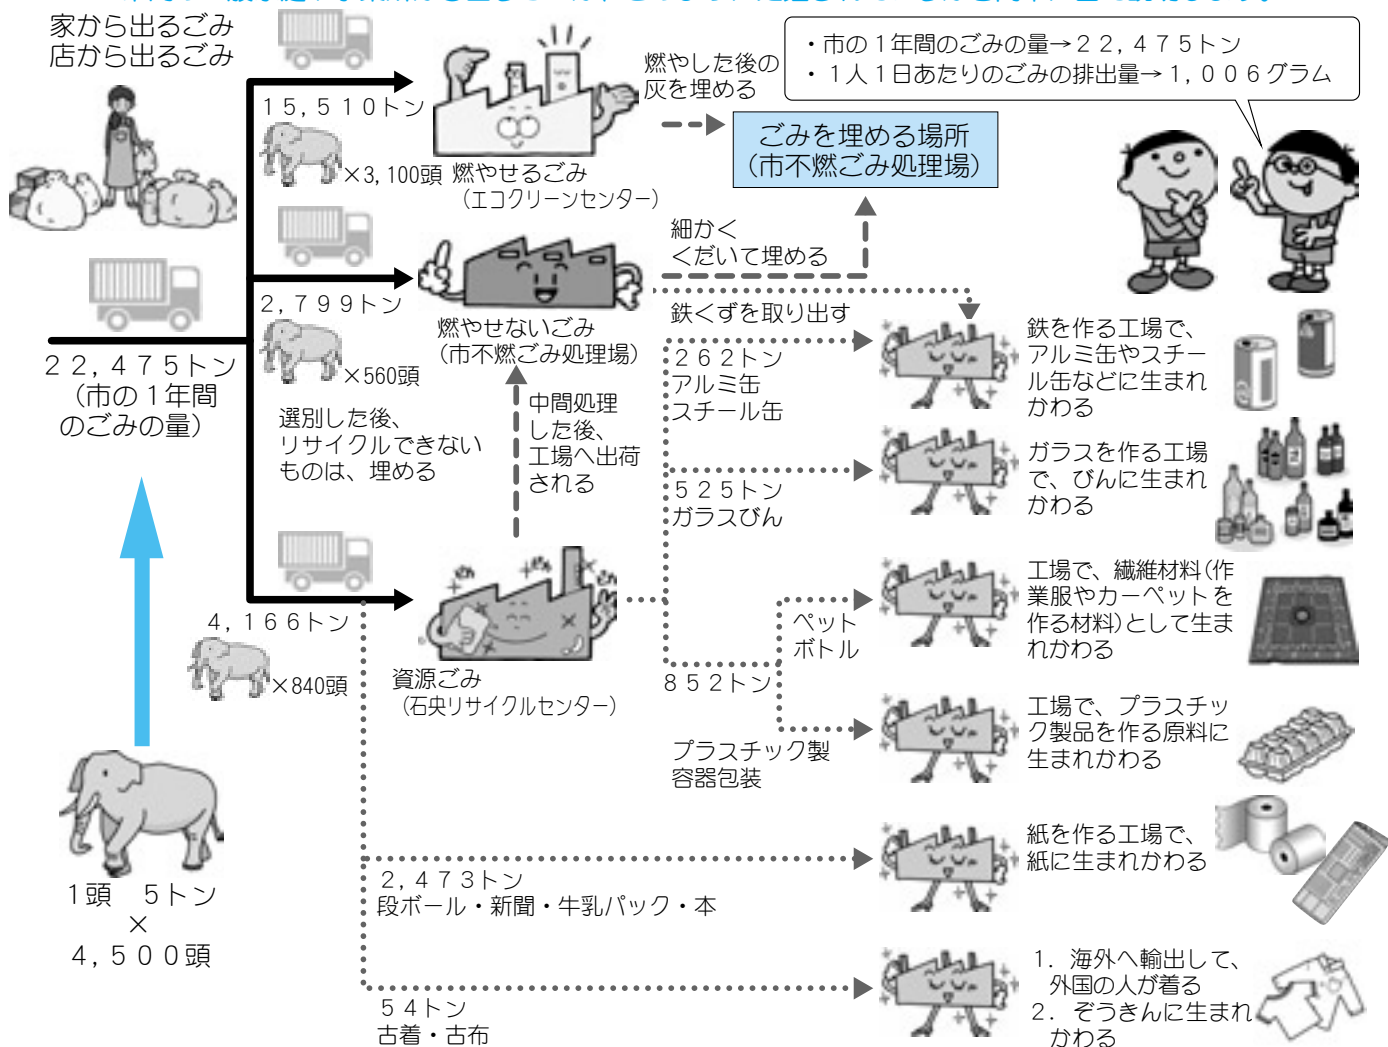 家から出るごみ
店から出るごみ
・市の1年間のごみの量→22,475トン
・1人1日あたりのごみの排出量→1,006グラム
15,510トン
×3,100頭
燃やせるごみ
(エコクリーンセンター)
燃やした後の
灰を埋める
ごみを埋める場所
(市不燃ごみ処理場)
22,475トン
(市の1年間
のごみの量)
1頭 5トン
×
4,500頭
2,799トン
×560頭
燃やせないごみ
(市不燃ごみ処理場)
細かく
くだいて埋める
鉄くずを取り出す
選別した後、
リサイクルできない
ものは、埋める
中間処理
した後、
工場へ出荷
される
4,166トン
×840頭
資源ごみ
(石央リサイクルセンター)
262トン
アルミ缶
スチール缶
鉄を作る工場で、
アルミ缶やスチー
ル缶などに生まれ
かわる
525トン
ガラスびん
ガラスを作る工場
で、びんに生まれ
かわる
852トン
ペット
ボトル
工場で、繊維材料(作
業服やカーペットを
作る材料)として生ま
れかわる
プラスチック製
容器包装
工場で、プラスチッ
ク製品を作る原料に
生まれかわる
2,473トン
段ボール・新聞・牛乳パック・本
紙を作る工場で、
紙に生まれかわる
54トン
古着・古布
1. 海外へ輸出して、
外国の人が着る
2. ぞうきんに生まれ
かわる